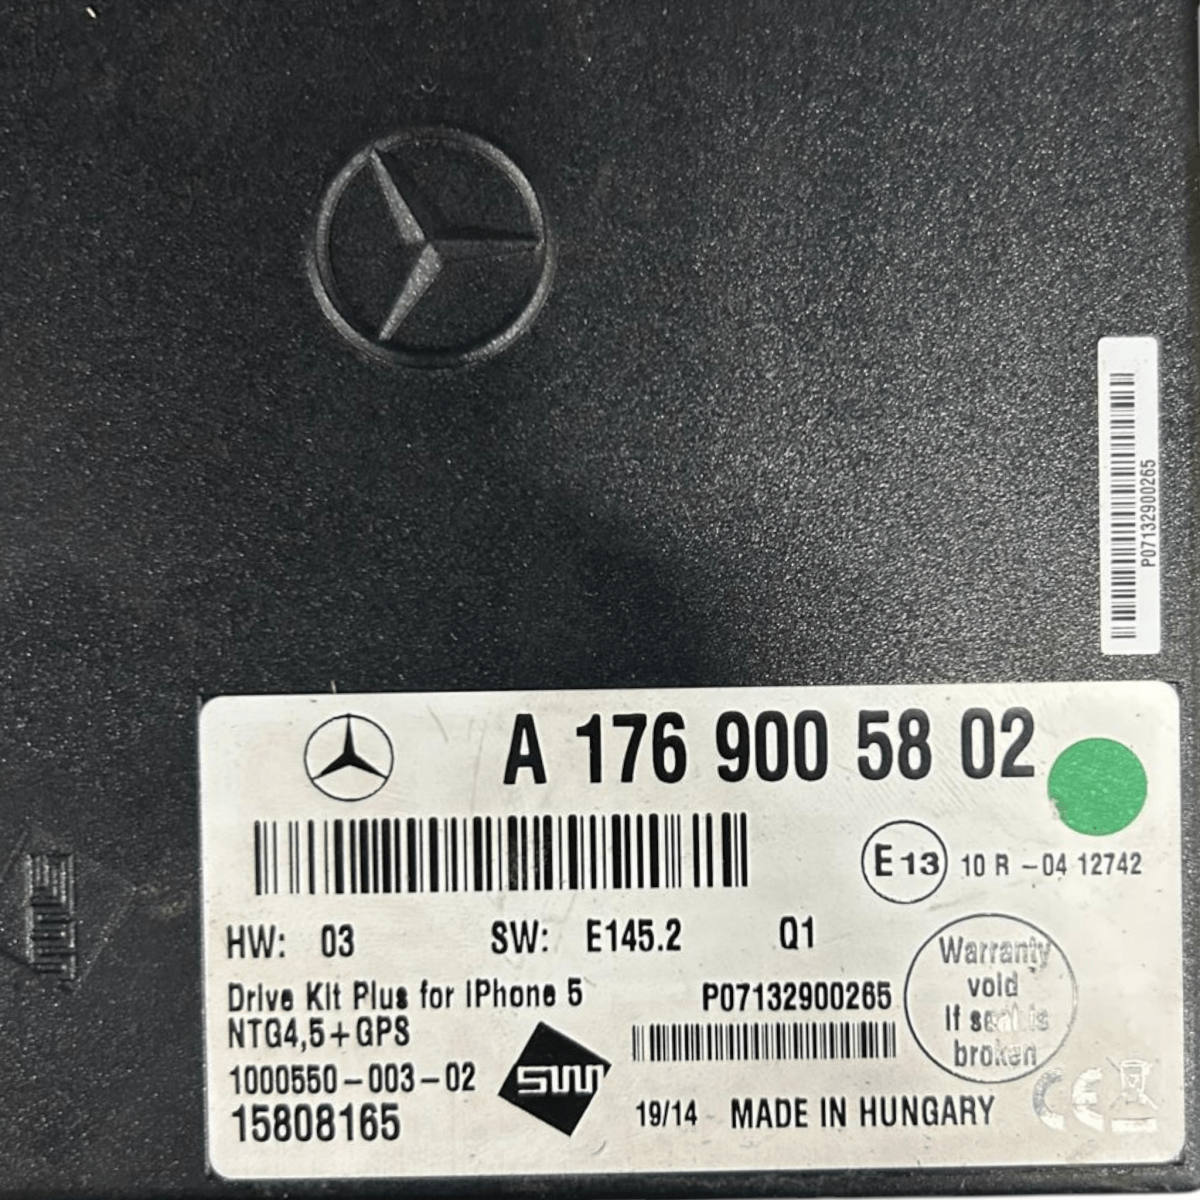 P07132900265
A 176 900 58 02
E13 10 R -04 12742
HW: 03 SW: E145.2 Q1
Drive Kit Plus for iPhone 5
NTG4,5+GPS
1000550-003-02
15808165
P07132900265
Warranty
void
If seal is
broken
SW
19/14 MADE IN HUNGARY
CE